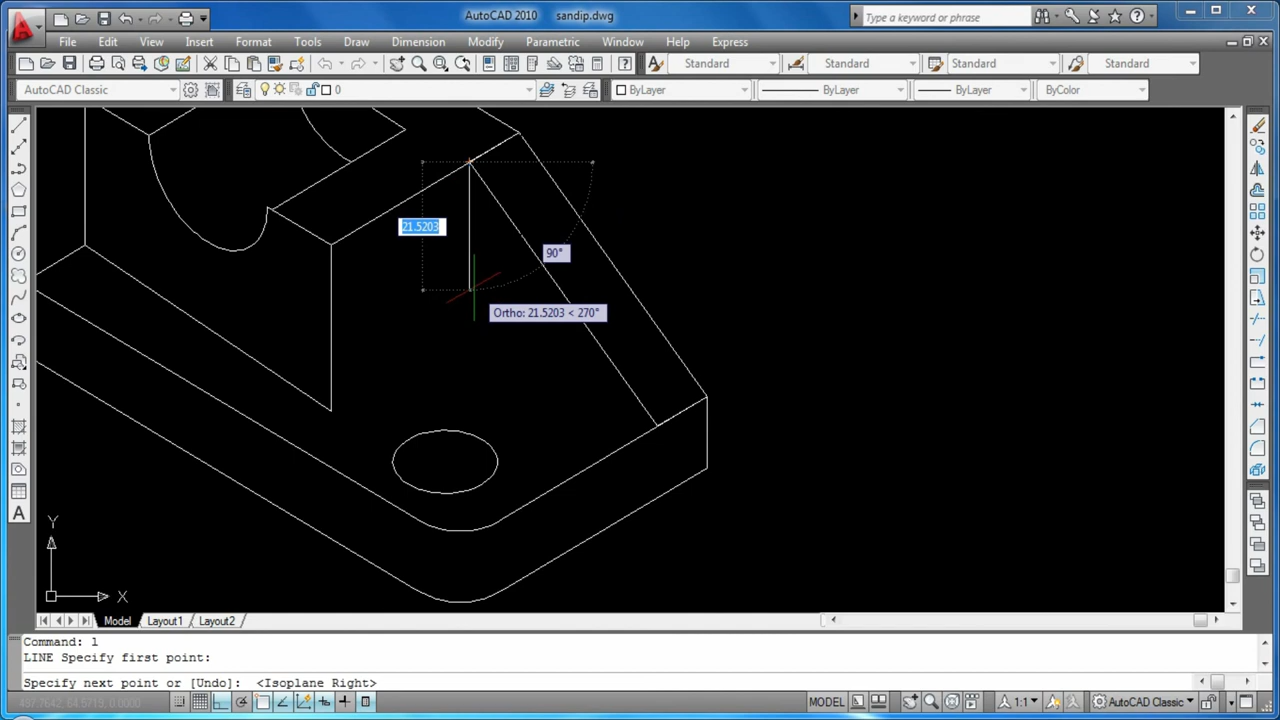 AutoCAD 2010 sandip.dwg
Type a keyword or phrase
File Edit View Insert Format Tools Draw Dimension Modify Parametric Window Help Express
Standard Standard Standard Standard
AutoCAD Classic 0 ByLayer ByLayer ByLayer ByColor
21.5203
90°
Ortho: 21.5203 < 270°
Y
X
Model Layout1 Layout2
Command: l
LINE Specify first point:
Specify next point or [Undo]: <Isoplane Right>
MODEL 1:1 AutoCAD Classic